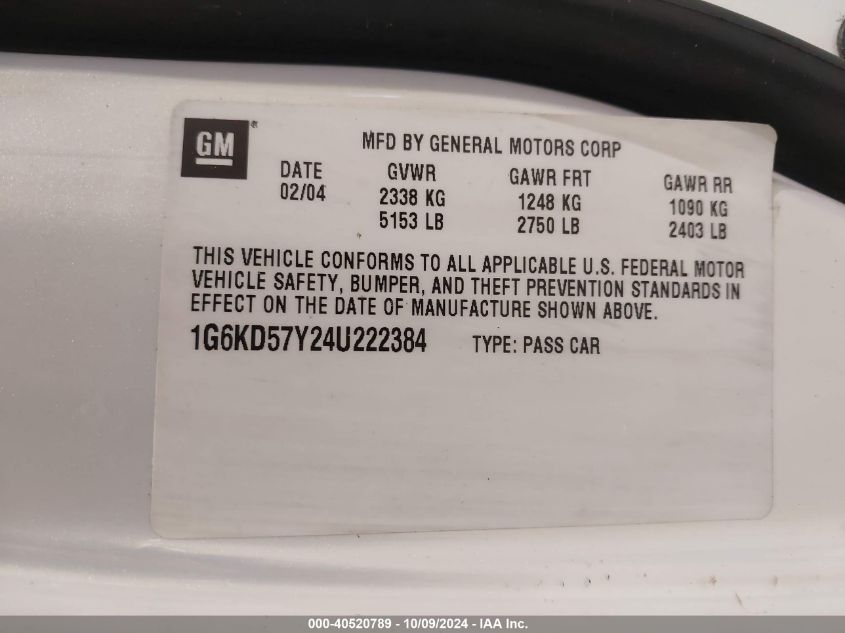 GM®
MFD BY GENERAL MOTORS CORP
DATE GVWR GAWR FRT GAWR RR
02/04 2338 KG 1248 KG 1090 KG
5153 LB 2750 LB 2403 LB
THIS VEHICLE CONFORMS TO ALL APPLICABLE U.S. FEDERAL MOTOR
VEHICLE SAFETY, BUMPER, AND THEFT PREVENTION STANDARDS IN
EFFECT ON THE DATE OF MANUFACTURE SHOWN ABOVE.
1G6KD57Y24U222384 TYPE: PASS CAR
000-40520789 - 10/09/2024 - IAA Inc.